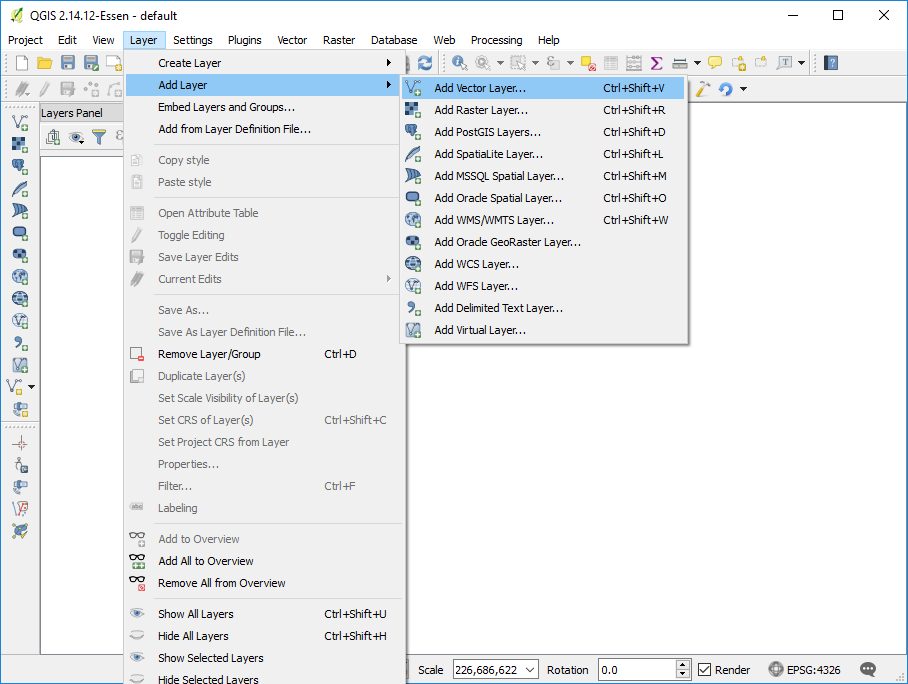 QGIS 2.14.12-Essen - default
Project Edit View Layer Settings Plugins Vector Raster Database Web Processing Help
Layers Panel
Create Layer
Add Layer
Embed Layers and Groups...
Add from Layer Definition File...
Copy style
Paste style
Open Attribute Table
Toggle Editing
Save Layer Edits
Current Edits
Save As...
Save As Layer Definition File...
Remove Layer/Group Ctrl+D
Duplicate Layer(s)
Set Scale Visibility of Layer(s)
Set CRS of Layer(s) Ctrl+Shift+C
Set Project CRS from Layer
Properties...
Filter... Ctrl+F
Labeling
Add to Overview
Add All to Overview
Remove All from Overview
Show All Layers Ctrl+Shift+U
Hide All Layers Ctrl+Shift+H
Show Selected Layers
Hide Selected Layers
Add Vector Layer... Ctrl+Shift+V
Add Raster Layer... Ctrl+Shift+R
Add PostGIS Layers... Ctrl+Shift+D
Add SpatiaLite Layer... Ctrl+Shift+L
Add MSSQL Spatial Layer... Ctrl+Shift+M
Add Oracle Spatial Layer... Ctrl+Shift+O
Add WMS/WMTS Layer... Ctrl+Shift+W
Add Oracle GeoRaster Layer...
Add WCS Layer...
Add WFS Layer...
Add Delimited Text Layer...
Add Virtual Layer...
Scale 226,686,622 Rotation 0.0 Render EPSG:4326